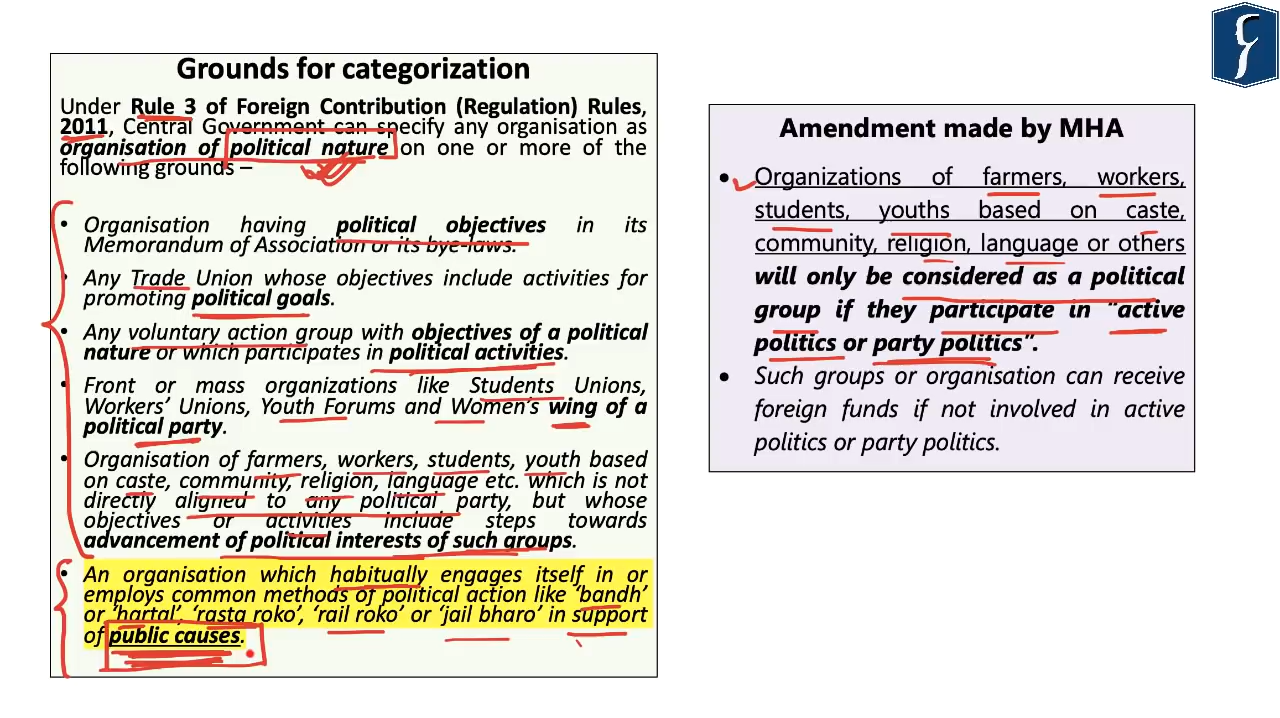 Grounds for categorization
Under Rule 3 of Foreign Contribution (Regulation) Rules,
2011, Central Government can specify any organisation as
organisation of political nature on one or more of the
following grounds –
• Organisation having political objectives in its
Memorandum of Association or its bye-laws.
• Any Trade Union whose objectives include activities for
promoting political goals.
• Any voluntary action group with objectives of a political
nature or which participates in political activities.
• Front or mass organizations like Students Unions,
Workers’ Unions, Youth Forums and Women’s wing of a
political party.
• Organisation of farmers, workers, students, youth based
on caste, community, religion, language etc. which is not
directly aligned to any political party, but whose
objectives or activities include steps towards
advancement of political interests of such groups.
• An organisation which habitually engages itself in or
employs common methods of political action like ‘bandh’
or ‘hartal’, ‘rasta roko’, ‘rail roko’ or ‘jail bharo’ in support
of public causes.
Amendment made by MHA
• Organizations of farmers, workers,
students, youths based on caste,
community, religion, language or others
will only be considered as a political
group if they participate in “active
politics or party politics”.
• Such groups or organisation can receive
foreign funds if not involved in active
politics or party politics.